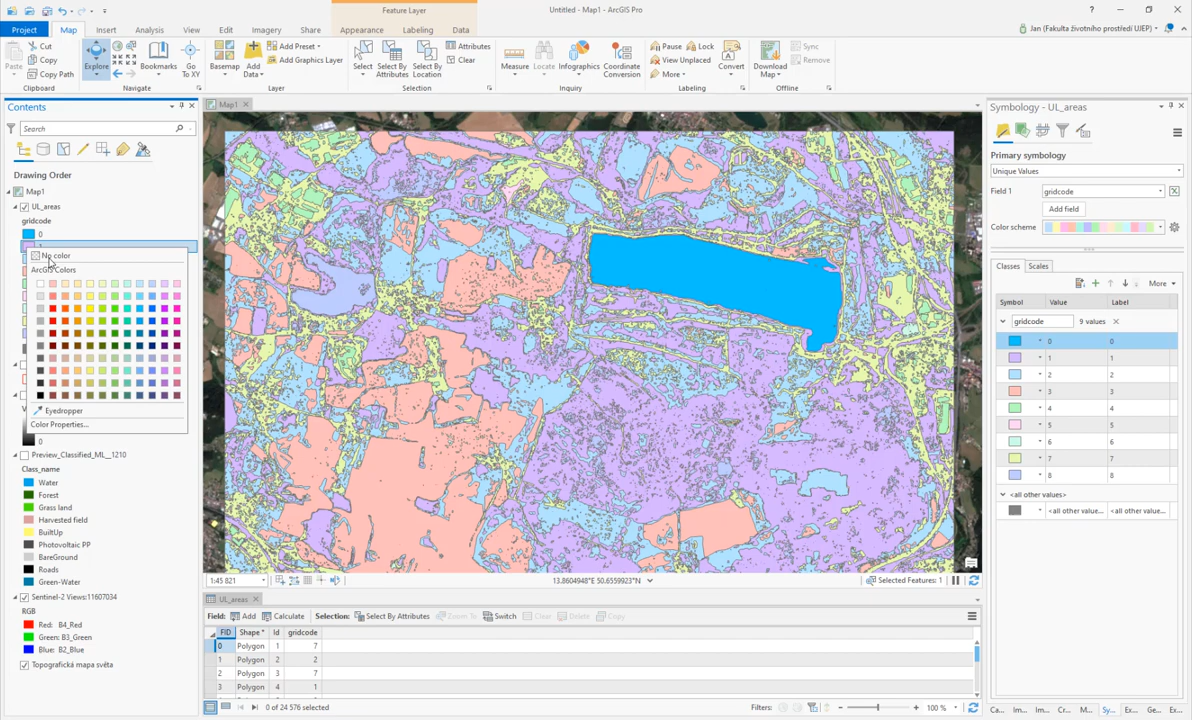 Feature Layer
Untitled - Map1 - ArcGIS Pro
?
Project Map Insert Analysis View Edit Imagery Share Appearance Labeling Data
Jan (Fakulta životního prostředí UJEP)
Cut
Copy
Copy Path
Paste
Clipboard
Explore
Bookmarks
Go To XY
Navigate
Basemap
Add Data
Add Preset
Add Graphics Layer
Layer
Select
Select By Attributes
Select By Location
Attributes
Clear
Selection
Measure
Locate
Infographics
Coordinate Conversion
Inquiry
Pause
Lock
View Unplaced
More
Convert
Labeling
Download Map
Sync
Remove
Offline
Contents
Search
Drawing Order
Map1
UL_areas
gridcode
0
No color
ArcGIS Colors
Eyedropper
Color Properties...
0
Preview_Classified_ML__1210
Class_name
Water
Forest
Grass land
Harvested field
BuiltUp
Photovoltaic PP
BareGround
Roads
Green-Water
Sentinel-2 Views:11607034
RGB
Red: B4_Red
Green: B3_Green
Blue: B2_Blue
Topografická mapa světa
Map1
1:45 821
13.8604948°E 50.6559923°N
Selected Features: 1
UL_areas
Field: Add Calculate Selection: Select By Attributes Zoom To Switch Clear Delete Copy
FID Shape * Id gridcode
0 Polygon 1 7
1 Polygon 2 2
2 Polygon 3 7
3 Polygon 4 1
0 of 24 576 selected
Filters:
100 %
Symbology - UL_areas
Primary symbology
Unique Values
Field 1 gridcode
Add field
Color scheme
Classes Scales
More
Symbol Value Label
gridcode 9 values
0 0
1 1
2 2
3 3
4 4
5 5
6 6
7 7
8 8
<all other values>
<all other value... <all other value...
Ca... Im... Im... Cr... M... Sy... Ex... Ge... Ex...